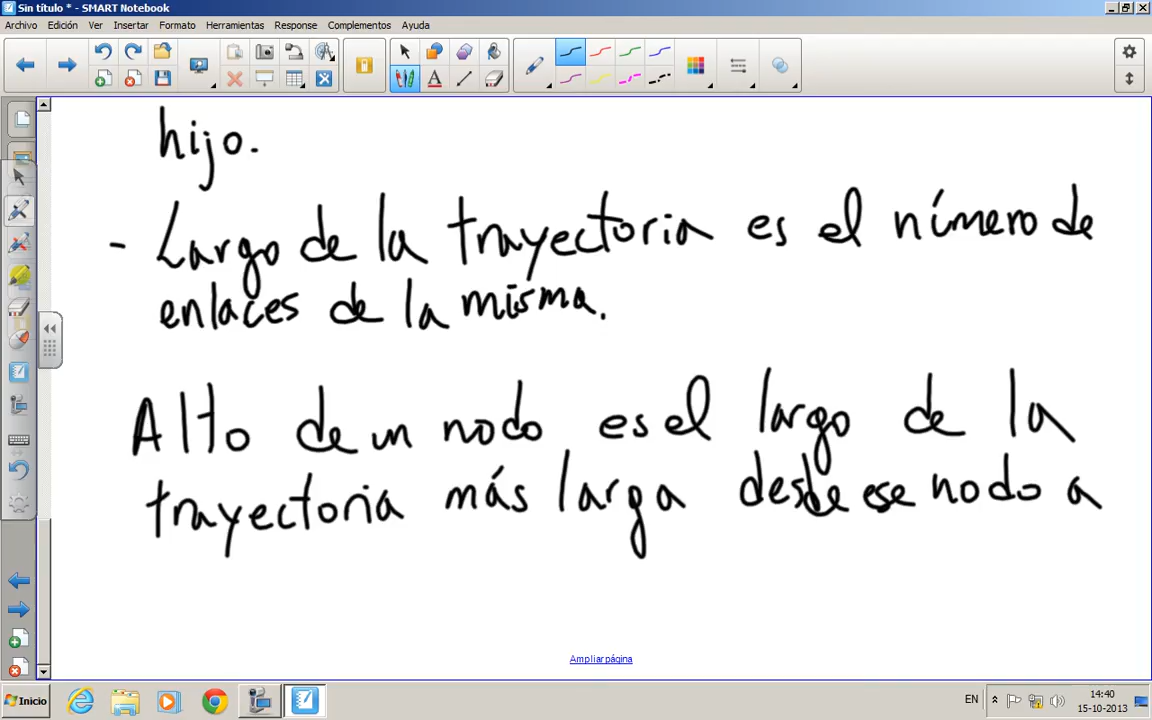 Sin título * - SMART Notebook
Archivo Edición Ver Insertar Formato Herramientas Response Complementos Ayuda
hijo.
- Largo de la trayectoria es el número de
enlaces de la misma.
Alto de un nodo es el largo de la
trayectoria más larga desde ese nodo a
Ampliar página
Inicio
EN
14:40
15-10-2013